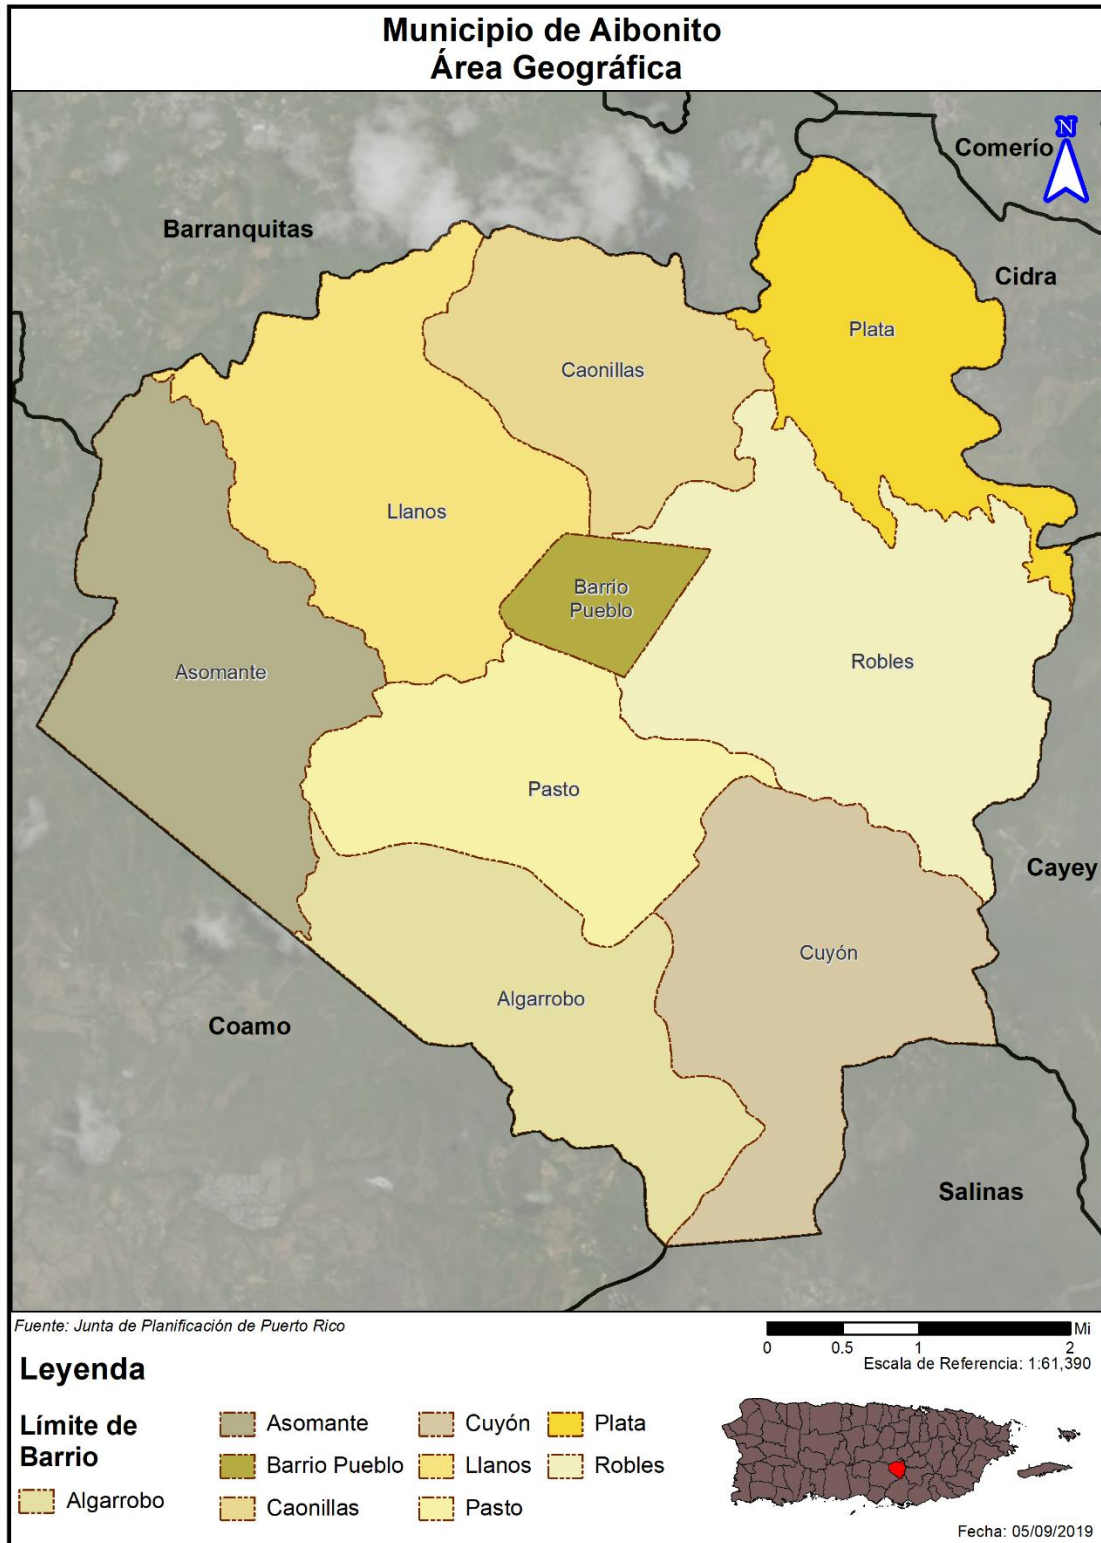 Municipio de Aibonito
Área Geográfica
N
Comerío
Barranquitas
Cidra
Plata
Caonillas
Llanos
Barrio
Pueblo
Robles
Asomante
Pasto
Cayey
Cuyón
Algarrobo
Coamo
Salinas
Fuente: Junta de Planificación de Puerto Rico
Mi
0 0.5 1 2
Escala de Referencia: 1:61,390
Leyenda
Límite de
Barrio
Algarrobo
Asomante
Barrio Pueblo
Caonillas
Cuyón
Llanos
Pasto
Plata
Robles
Fecha: 05/09/2019